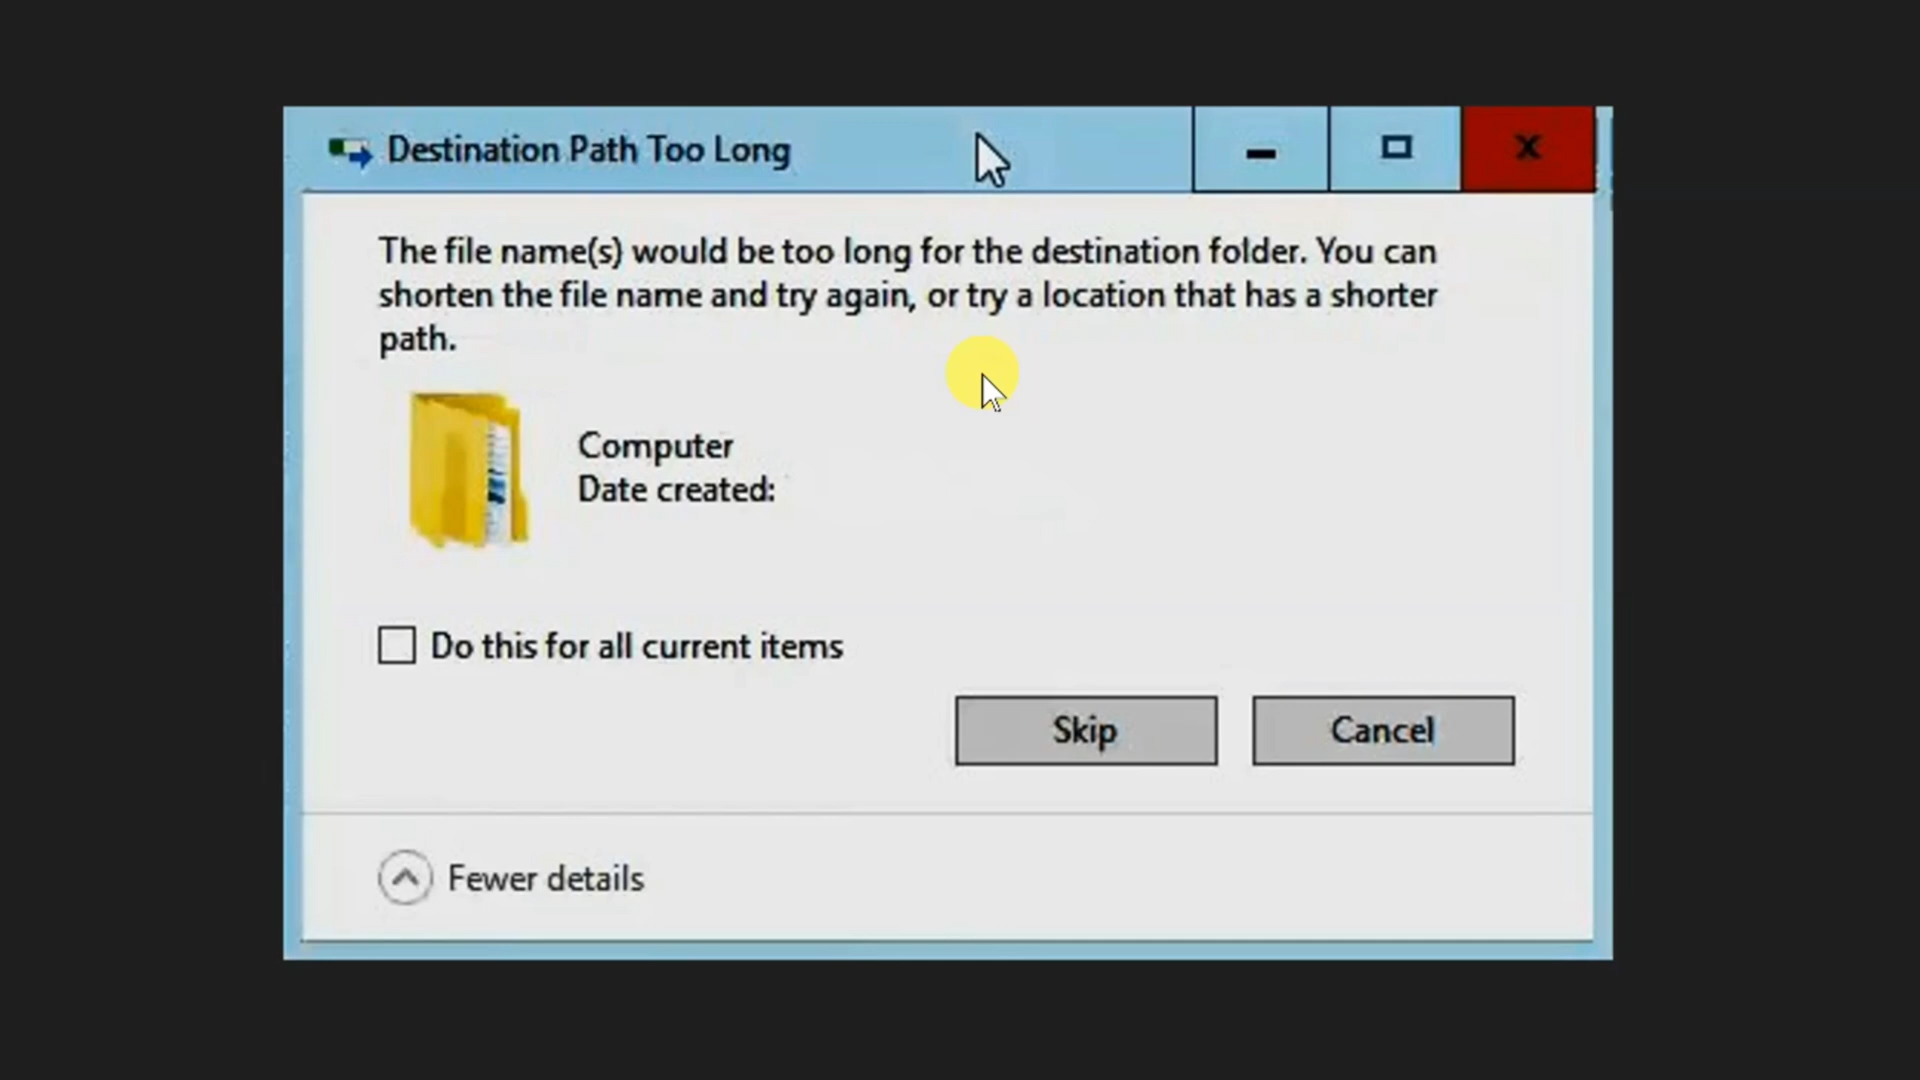 Destination Path Too Long
The file name(s) would be too long for the destination folder. You can
shorten the file name and try again, or try a location that has a shorter
path.
Computer
Date created:
Do this for all current items
Skip
Cancel
Fewer details